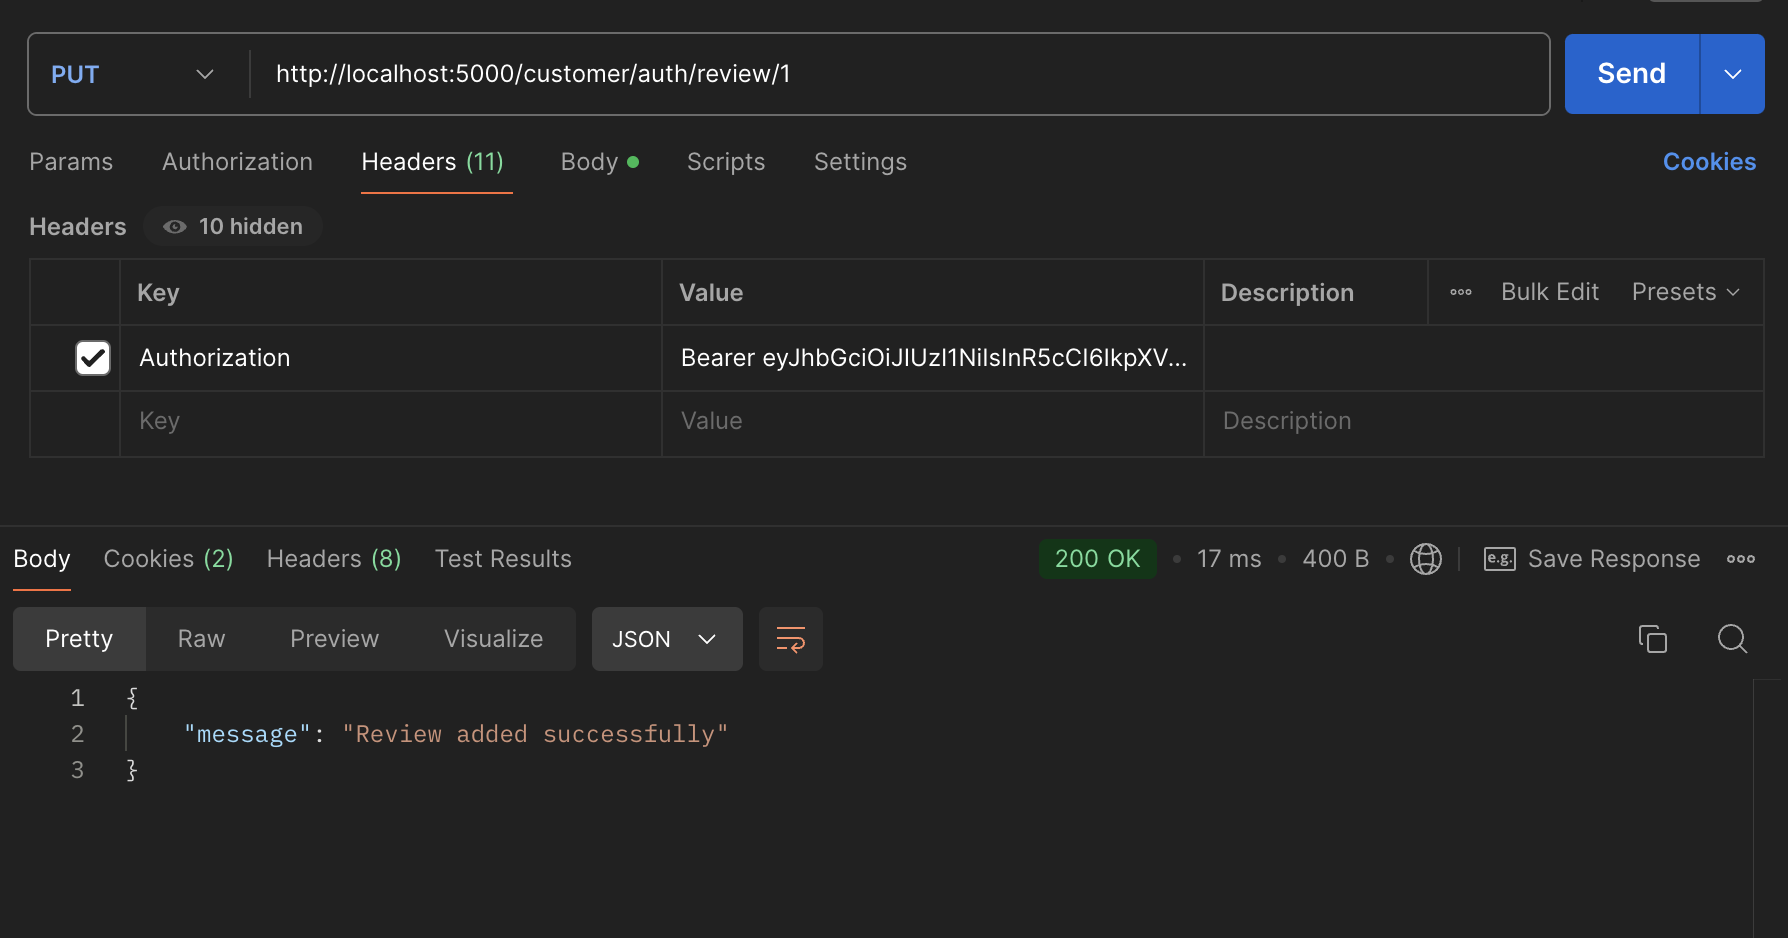 PUT http://localhost:5000/customer/auth/review/1 Send
Params Authorization Headers (11) Body Scripts Settings Cookies
Headers 10 hidden
Key Value Description Bulk Edit Presets
Authorization Bearer eyJhbGciOiJIUzI1NiIsInR5cCI6IkpXV...
Key Value Description
Body Cookies (2) Headers (8) Test Results 200 OK 17 ms 400 B e.g. Save Response
Pretty Raw Preview Visualize JSON
1 {
2 "message": "Review added successfully"
3 }